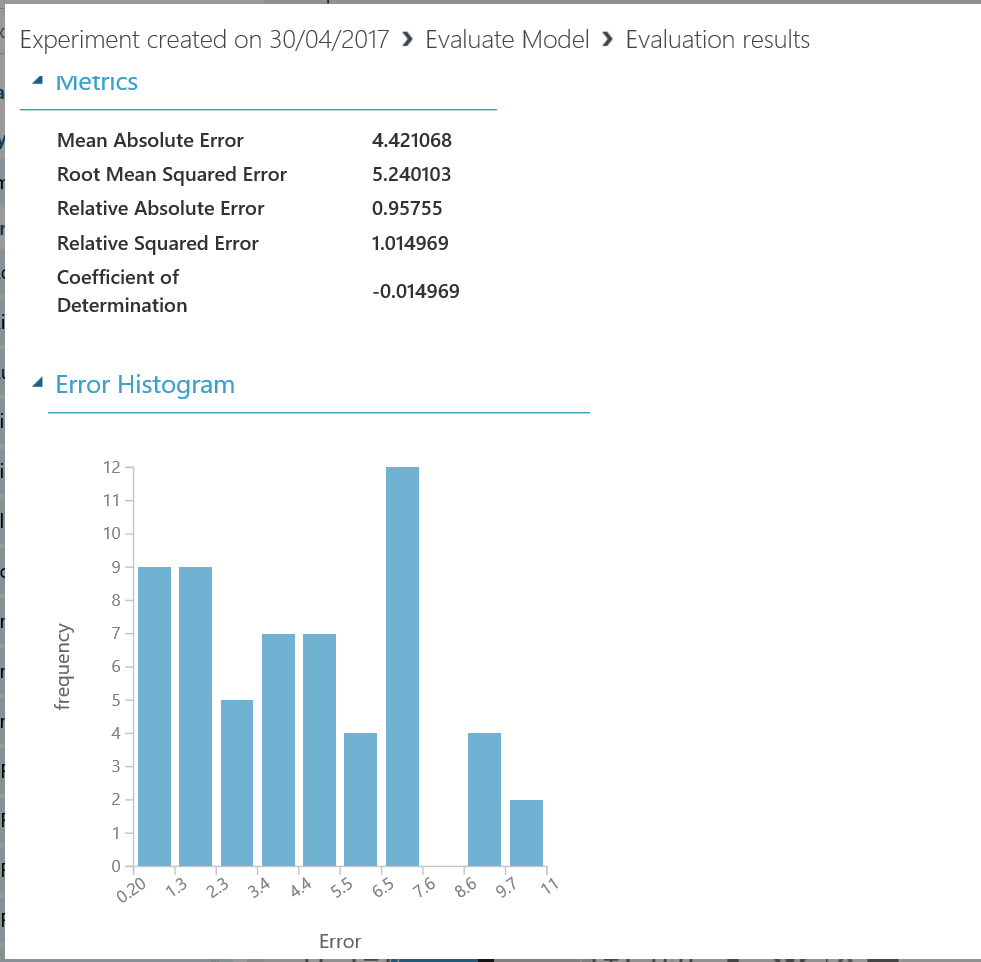 Experiment created on 30/04/2017 › Evaluate Model › Evaluation results
Metrics
Mean Absolute Error 4.421068
Root Mean Squared Error 5.240103
Relative Absolute Error 0.95755
Relative Squared Error 1.014969
Coefficient of
Determination -0.014969
Error Histogram
12
11
10
9
8
7
6
5
4
3
2
1
0
frequency
0.20 1.3 2.3 3.4 4.4 5.5 6.5 7.6 8.6 9.7 11
Error